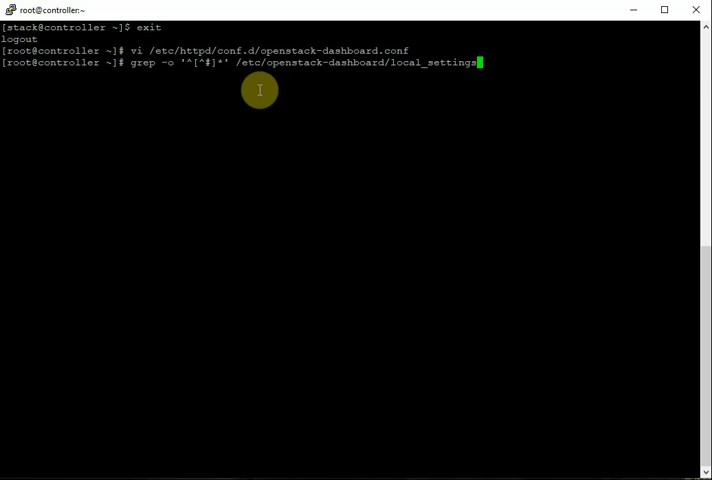 root@controller:~
[stack@controller ~]$ exit
logout
[root@controller ~]# vi /etc/httpd/conf.d/openstack-dashboard.conf
[root@controller ~]# grep -o '^[^#]*' /etc/openstack-dashboard/local_settings